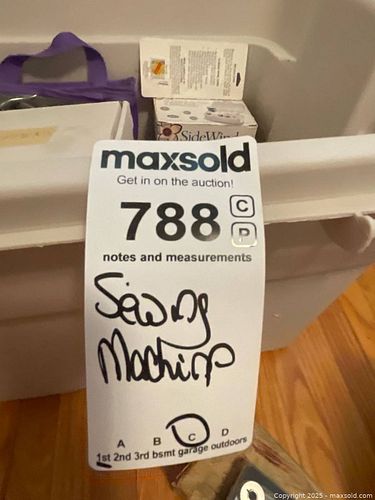 SideWind
maxsold
Get in on the auction!
788 C
P
notes and measurements
Sewing
Machine
A B C D
1st 2nd 3rd bsmt garage outdoors
Copyright 2025 - maxsold.com